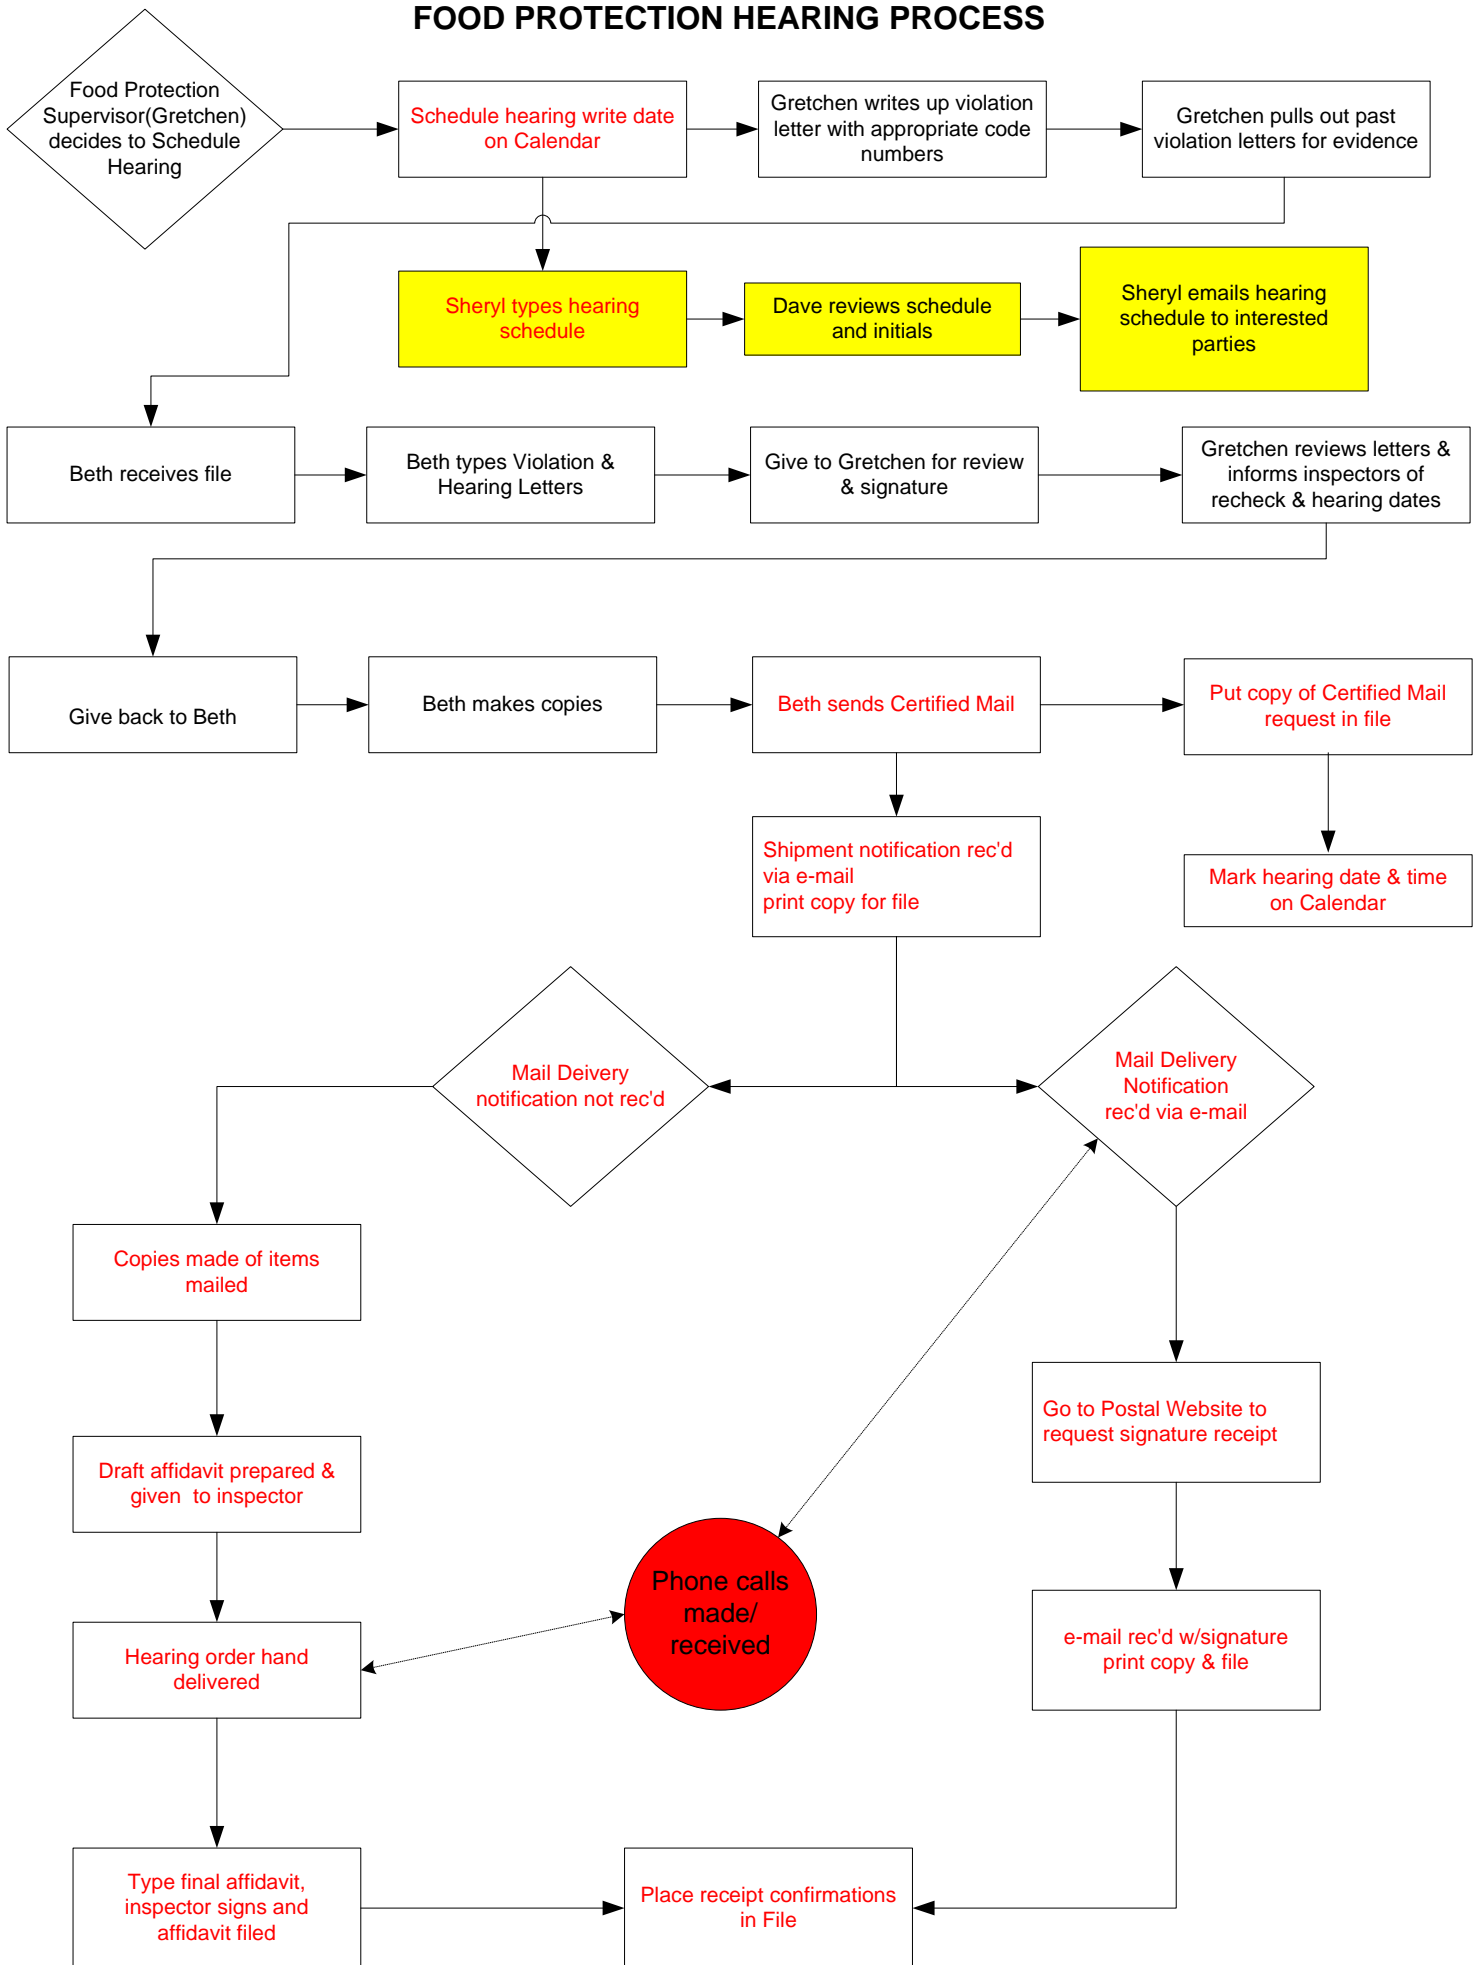 FOOD PROTECTION HEARING PROCESS
Food Protection
Supervisor(Gretchen)
decides to Schedule
Hearing
Schedule hearing write date
on Calendar
Gretchen writes up violation
letter with appropriate code
numbers
Gretchen pulls out past
violation letters for evidence
Sheryl types hearing
schedule
Dave reviews schedule
and initials
Sheryl emails hearing
schedule to interested
parties
Beth receives file
Beth types Violation &
Hearing Letters
Give to Gretchen for review
& signature
Gretchen reviews letters &
informs inspectors of
recheck & hearing dates
Give back to Beth
Beth makes copies
Beth sends Certified Mail
Put copy of Certified Mail
request in file
Shipment notification rec'd
via e-mail
print copy for file
Mark hearing date & time
on Calendar
Mail Deivery
notification not rec'd
Mail Delivery
Notification
rec'd via e-mail
Copies made of items
mailed
Go to Postal Website to
request signature receipt
Draft affidavit prepared &
given  to inspector
Phone calls
made/
received
Hearing order hand
delivered
e-mail rec'd w/signature
print copy & file
Type final affidavit,
inspector signs and
affidavit filed
Place receipt confirmations
in File